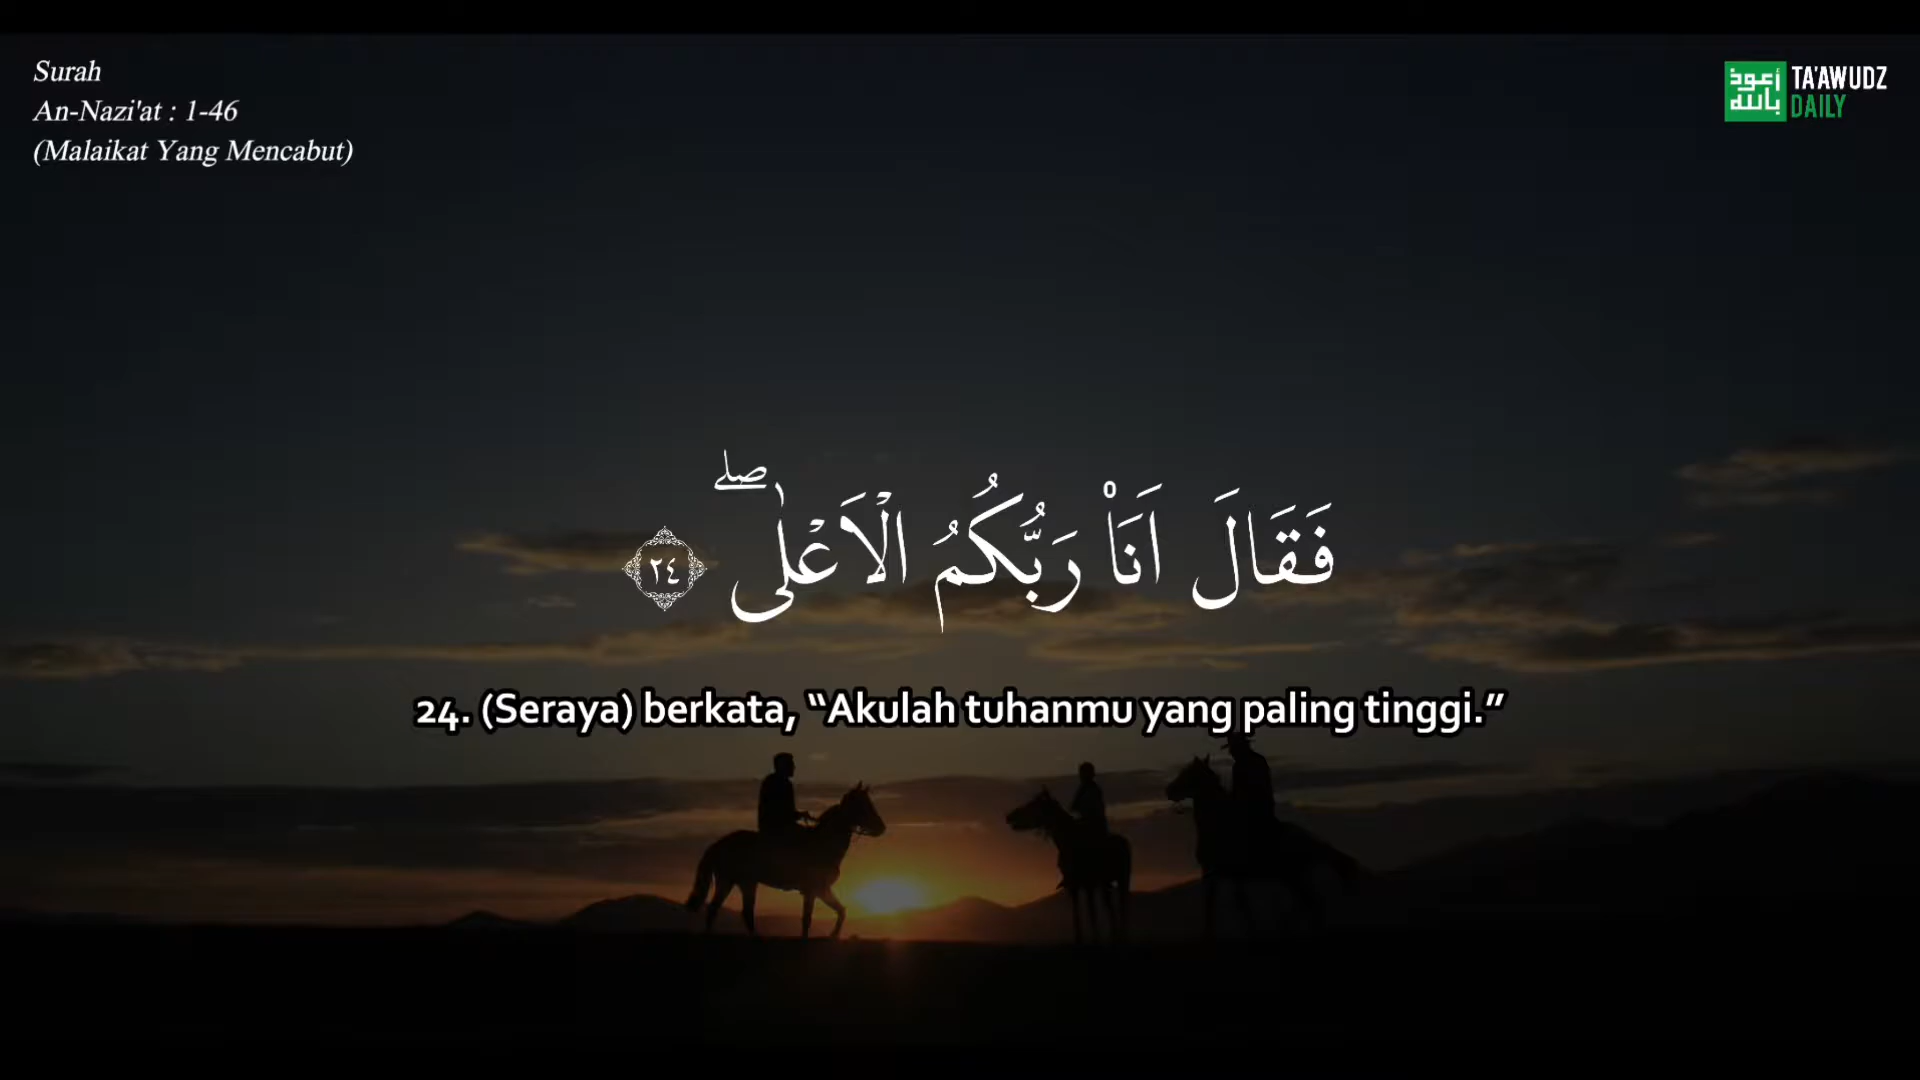 Surah
An-Nazi'at : 1-46
(Malaikat Yang Mencabut)
أعوذ
بالله
TA'AWUDZ
DAILY
فَقَالَ اَنَا۠ رَبُّكُمُ الْاَعْلٰىۖ ٢٤
24. (Seraya) berkata, “Akulah tuhanmu yang paling tinggi.”